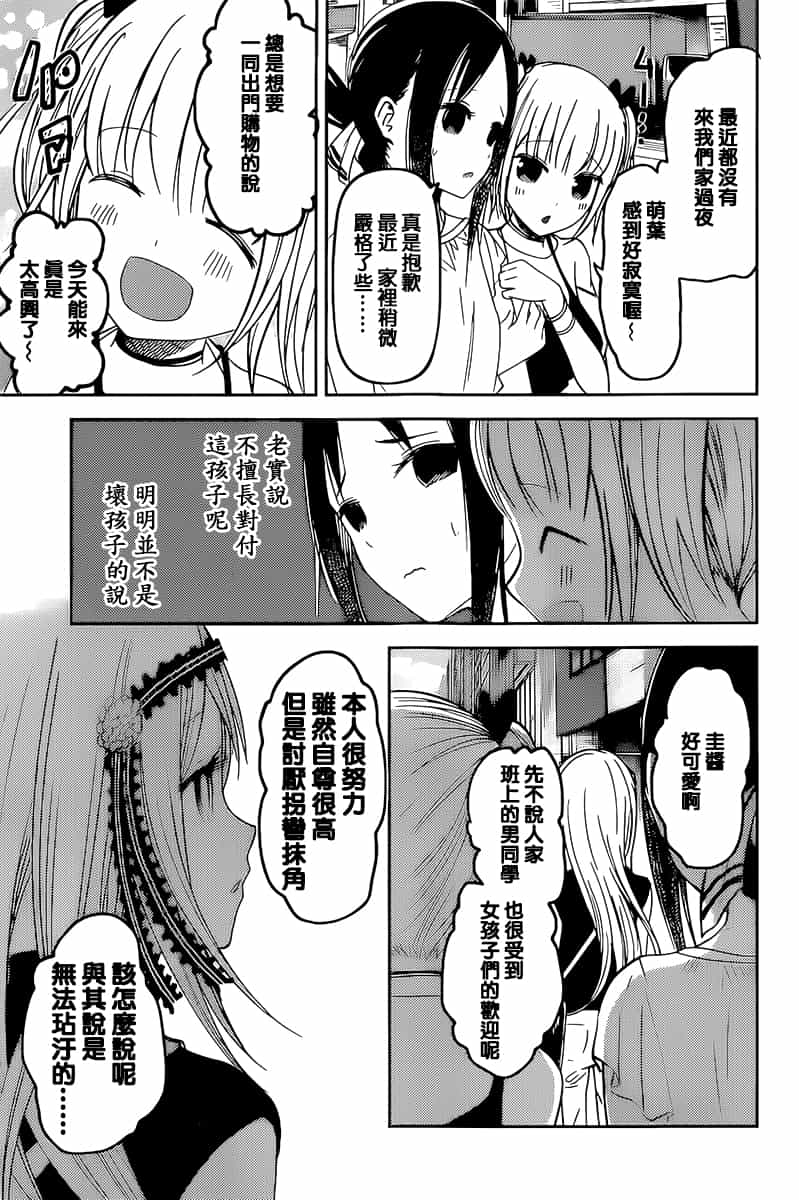 最近都沒有
來我們家過夜
萌葉
感到好寂寞喔～
真是抱歉
最近 家裡稍微
嚴格了些……
總是想要
一同出門購物的說
今天能來
眞是
太高興了～
老實說
不擅長對付
這孩子呢
明明並不是
壞孩子的說
圭醬
好可愛啊
先不說人家
班上的男同學
也很受到
女孩子們的歡迎呢
本人很努力
雖然自尊很高
但是討厭拐彎抹角
該怎麼說呢
與其說是
無法玷汙的……